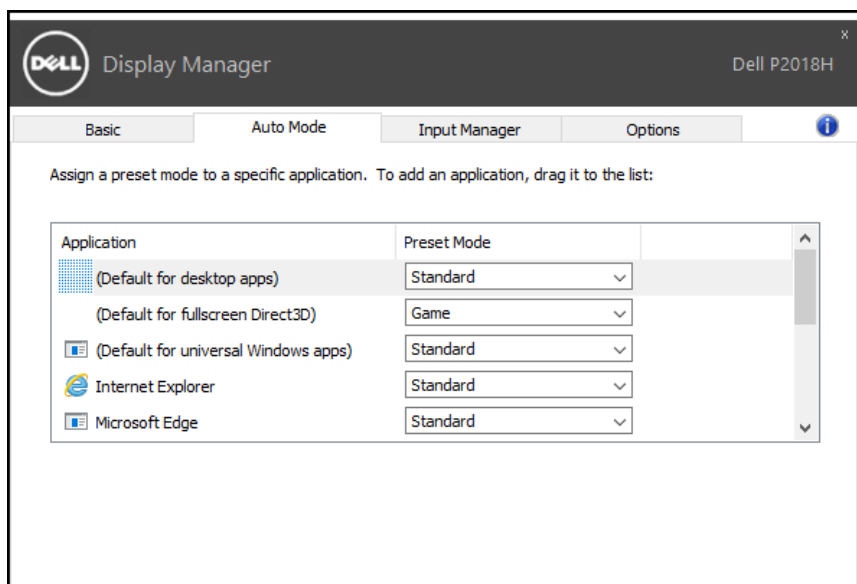 x
DELL Display Manager Dell P2018H
Basic Auto Mode Input Manager Options i
Assign a preset mode to a specific application. To add an application, drag it to the list:
Application Preset Mode
(Default for desktop apps) Standard
(Default for fullscreen Direct3D) Game
(Default for universal Windows apps) Standard
Internet Explorer Standard
Microsoft Edge Standard